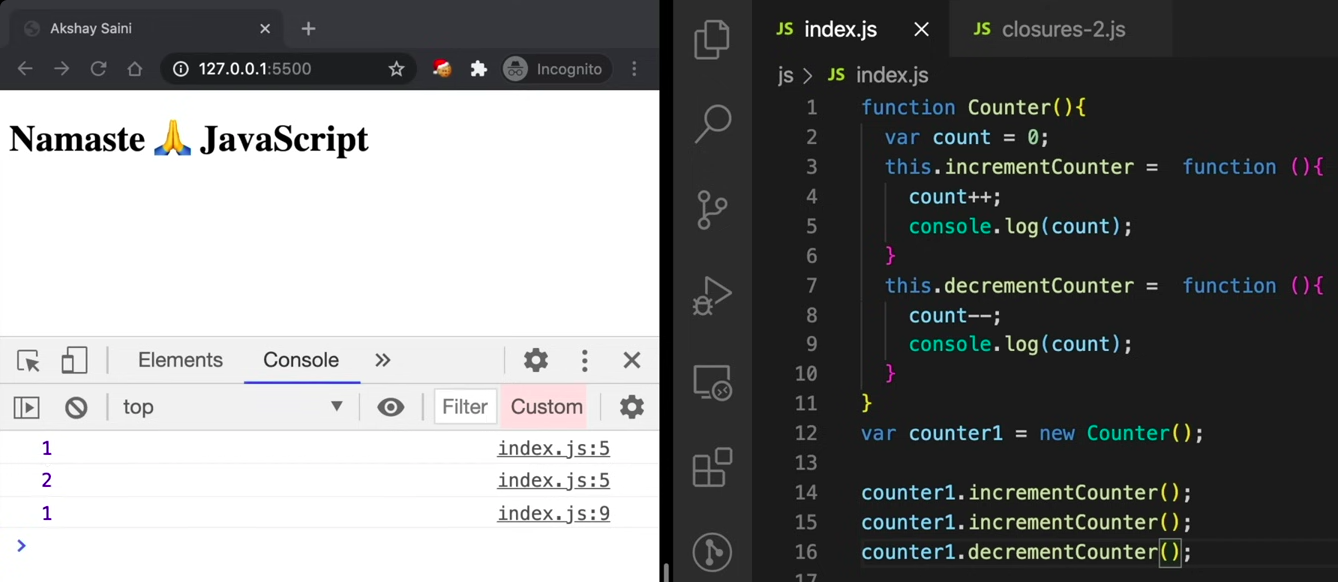 Akshay Saini
127.0.0.1:5500
Incognito
Namaste 🙏 JavaScript
Elements Console
top Filter Custom
1 index.js:5
2 index.js:5
1 index.js:9
JS index.js JS closures-2.js
js > JS index.js
1 function Counter(){
2 var count = 0;
3 this.incrementCounter = function (){
4 count++;
5 console.log(count);
6 }
7 this.decrementCounter = function (){
8 count--;
9 console.log(count);
10 }
11 }
12 var counter1 = new Counter();
13
14 counter1.incrementCounter();
15 counter1.incrementCounter();
16 counter1.decrementCounter();
17